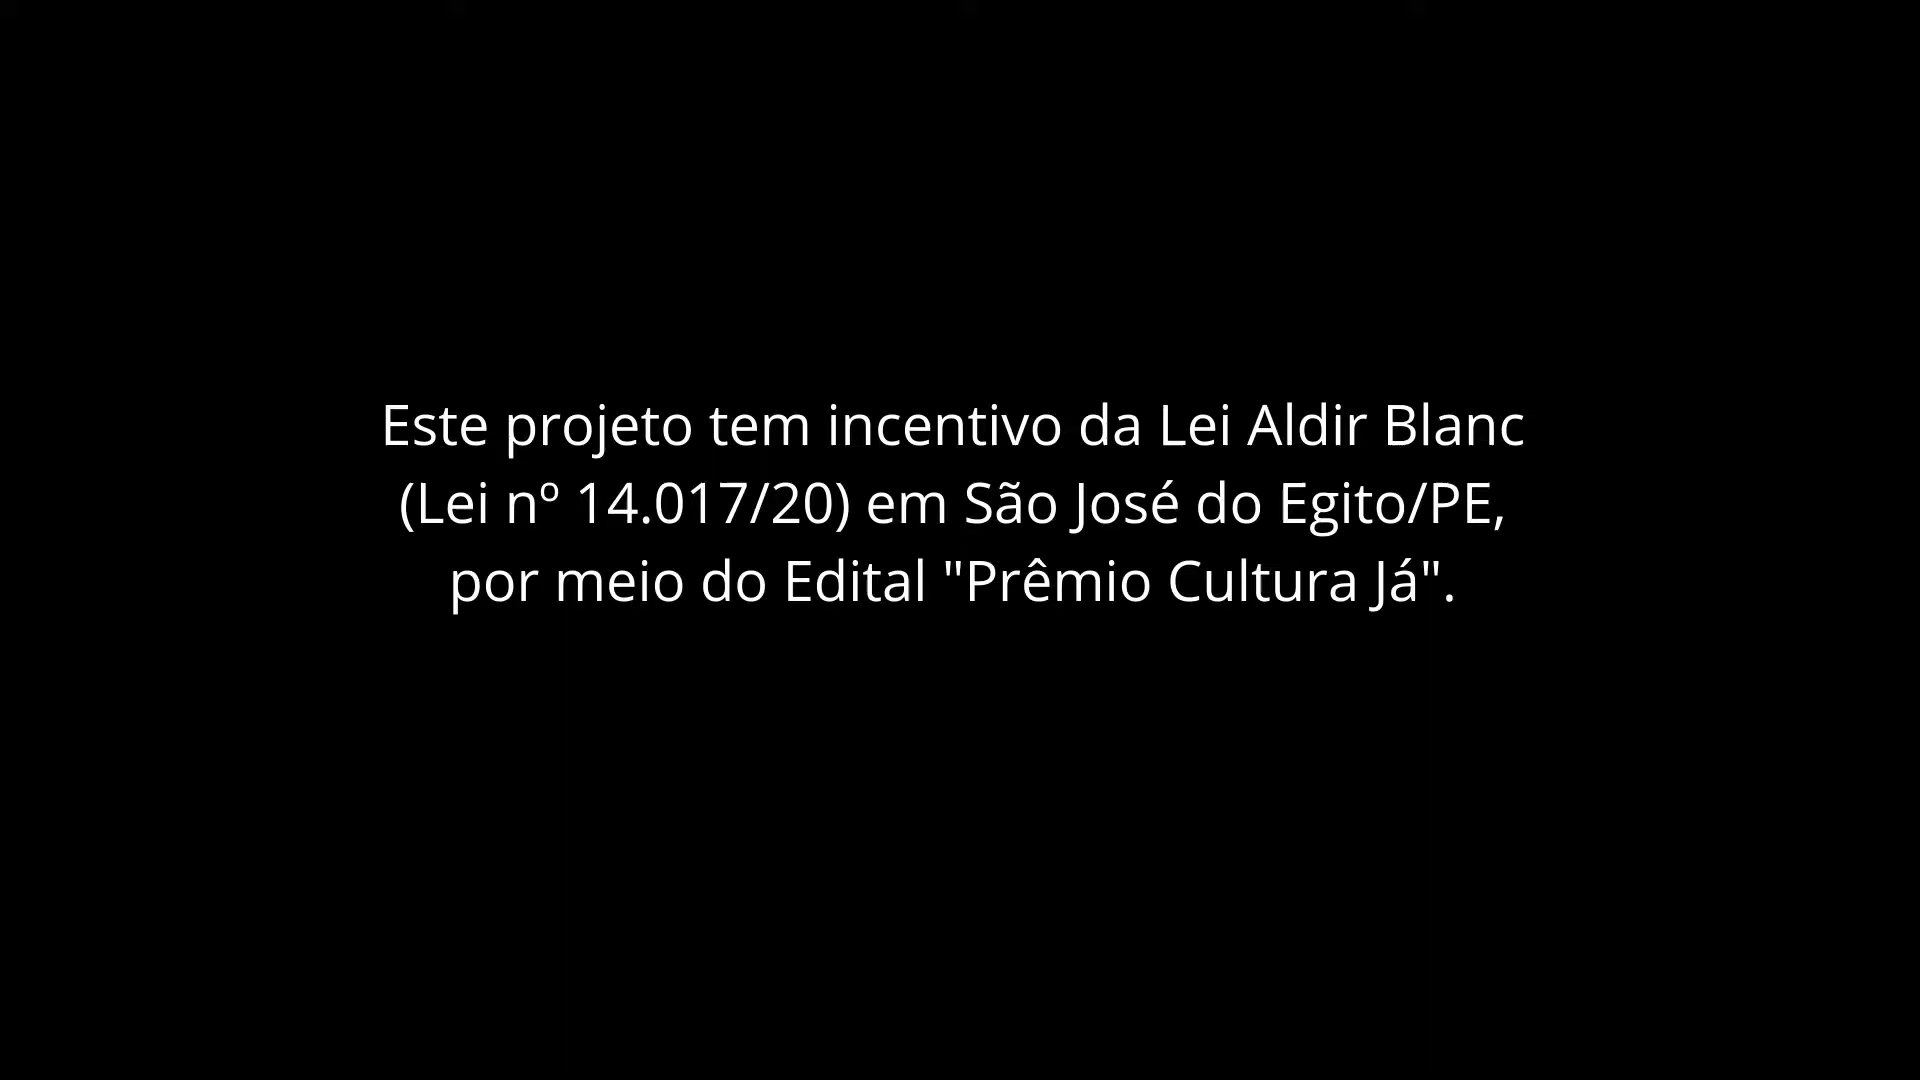 Este projeto tem incentivo da Lei Aldir Blanc
(Lei nº 14.017/20) em São José do Egito/PE,
por meio do Edital "Prêmio Cultura Já".